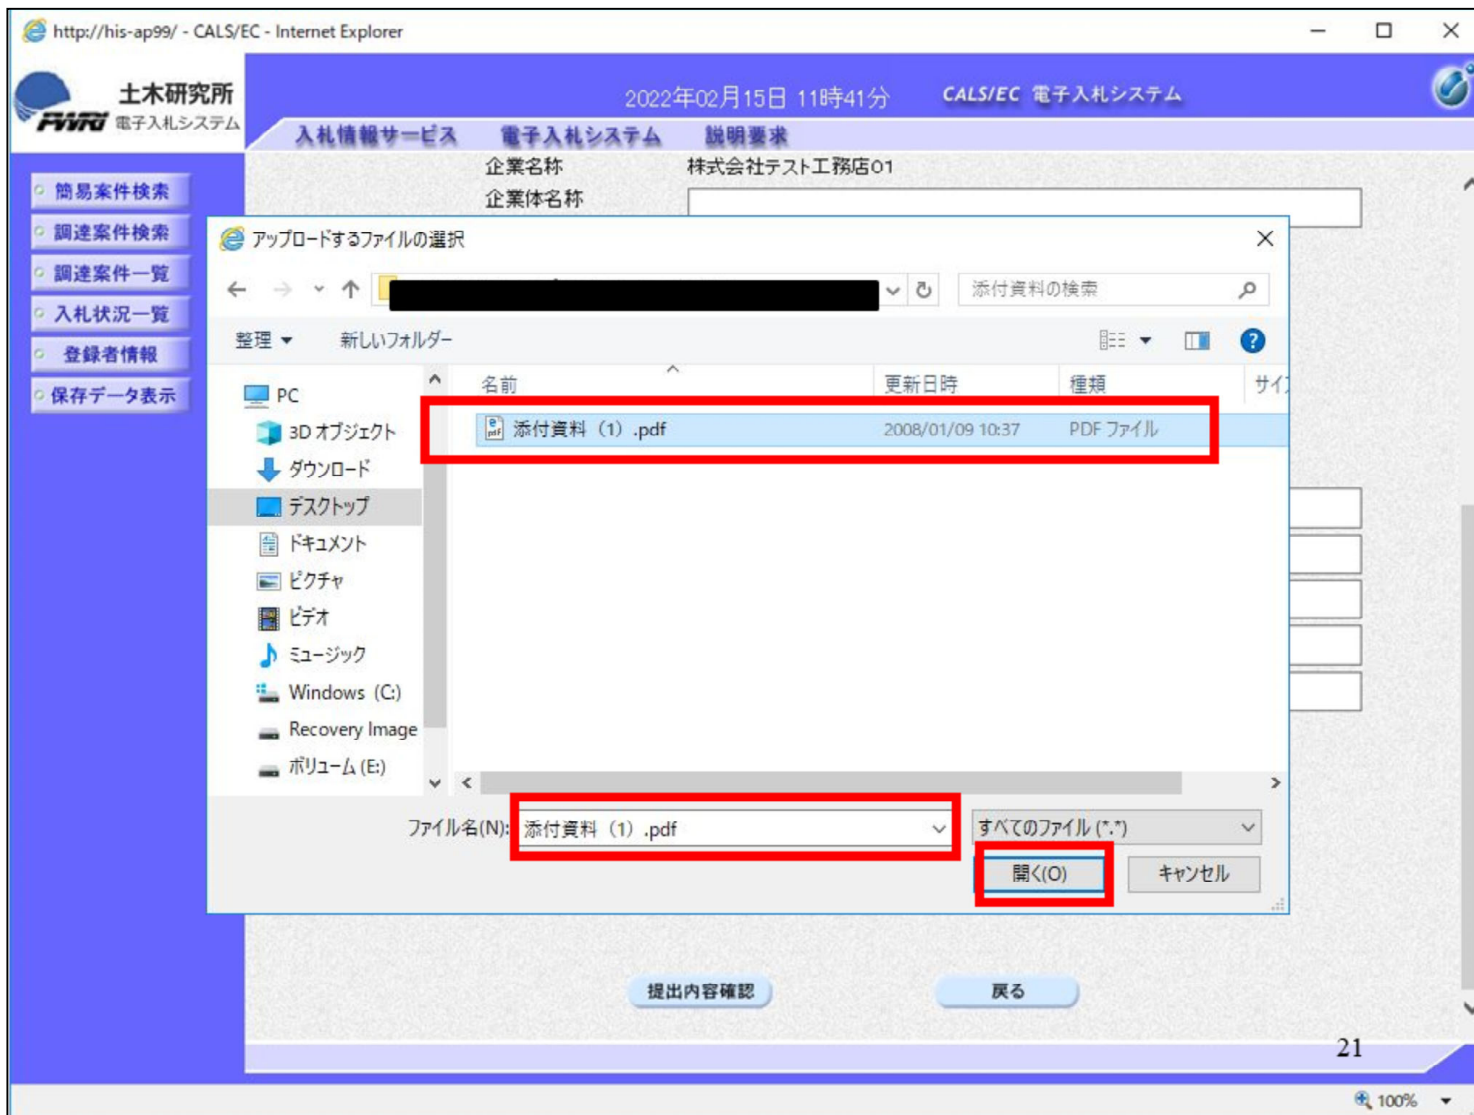 http://his-ap99/ - CALS/EC - Internet Explorer
土木研究所
PWRI 電子入札システム
2022年02月15日 11時41分
CALS/EC 電子入札システム
入札情報サービス
電子入札システム
説明要求
簡易案件検索
調達案件検索
調達案件一覧
入札状況一覧
登録者情報
保存データ表示
企業名称
株式会社テスト工務店01
企業体名称
アップロードするファイルの選択
添付資料の検索
整理
新しいフォルダー
PC
3D オブジェクト
ダウンロード
デスクトップ
ドキュメント
ピクチャ
ビデオ
ミュージック
Windows (C:)
Recovery Image
ボリューム (E:)
名前
更新日時
種類
サイズ
添付資料（1）.pdf
2008/01/09 10:37
PDF ファイル
ファイル名(N):
添付資料（1）.pdf
すべてのファイル (*.*)
開く(O)
キャンセル
提出内容確認
戻る
21
100%